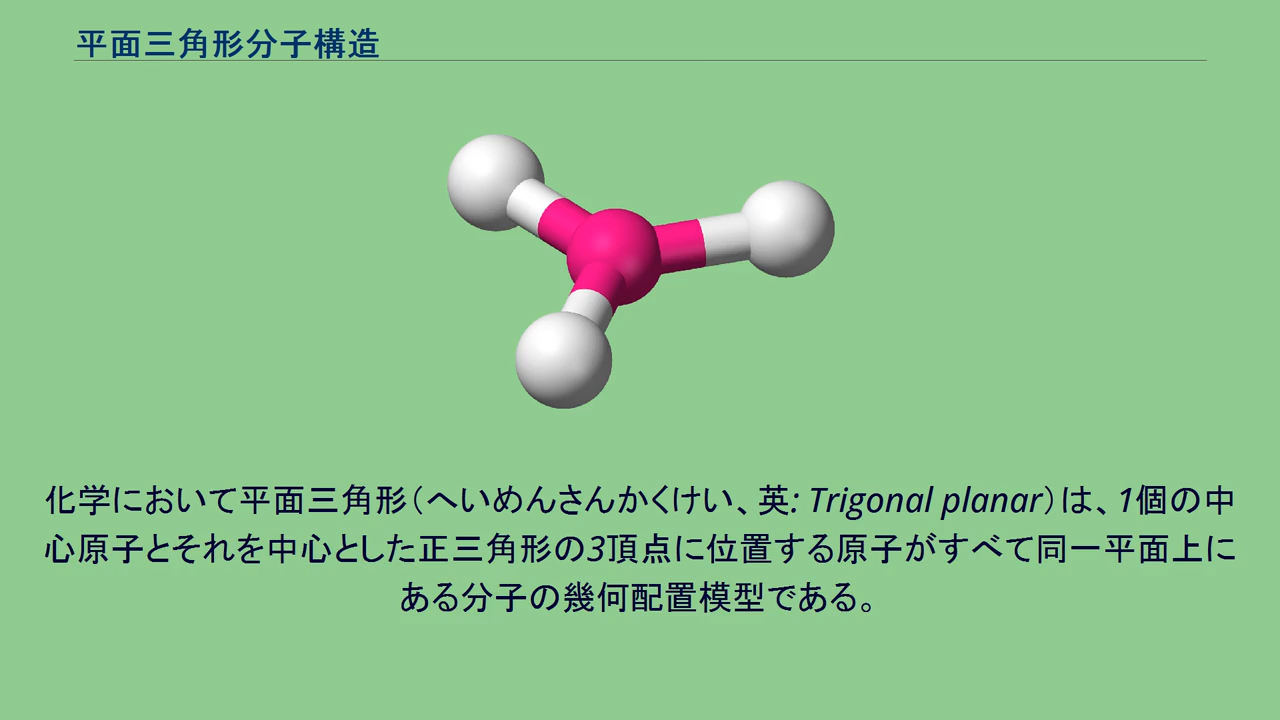 平面三角形分子構造
化学において平面三角形（へいめんさんかくけい、英: Trigonal planar）は、1個の中
心原子とそれを中心とした正三角形の3頂点に位置する原子がすべて同一平面上に
ある分子の幾何配置模型である。